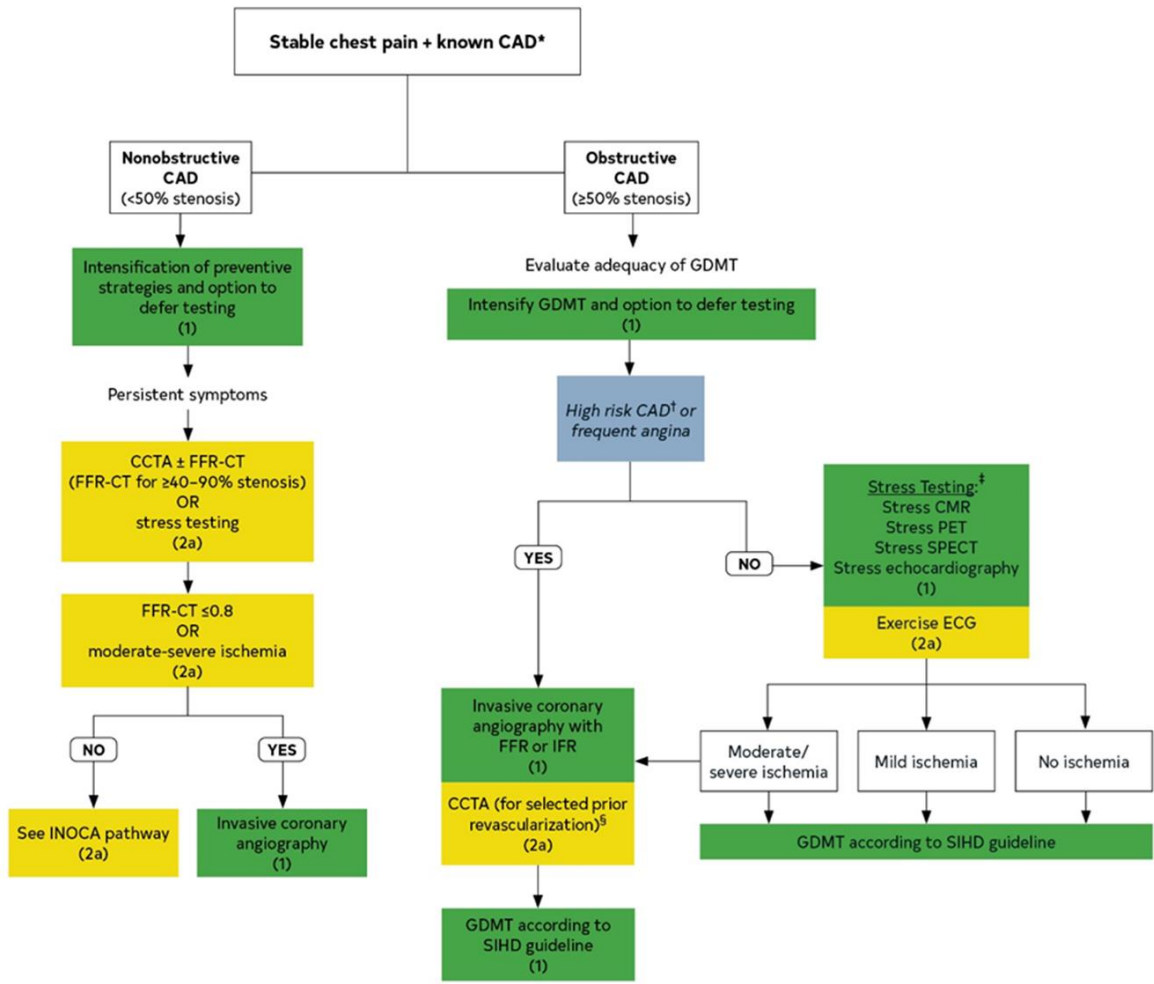 Stable chest pain + known CAD*
Nonobstructive
CAD
(<50% stenosis)
Intensification of preventive
strategies and option to
defer testing
(1)
Persistent symptoms
CCTA ± FFR-CT
(FFR-CT for ≥40–90% stenosis)
OR
stress testing
(2a)
FFR-CT ≤0.8
OR
moderate-severe ischemia
(2a)
NO
YES
See INOCA pathway
(2a)
Invasive coronary
angiography
(1)
Obstructive
CAD
(≥50% stenosis)
Evaluate adequacy of GDMT
Intensify GDMT and option to defer testing
(1)
High risk CAD† or
frequent angina
YES
NO
Stress Testing:‡
Stress CMR
Stress PET
Stress SPECT
Stress echocardiography
(1)
Exercise ECG
(2a)
Invasive coronary
angiography with
FFR or IFR
(1)
CCTA (for selected prior
revascularization)§
(2a)
GDMT according to
SIHD guideline
(1)
Moderate/
severe ischemia
Mild ischemia
No ischemia
GDMT according to SIHD guideline